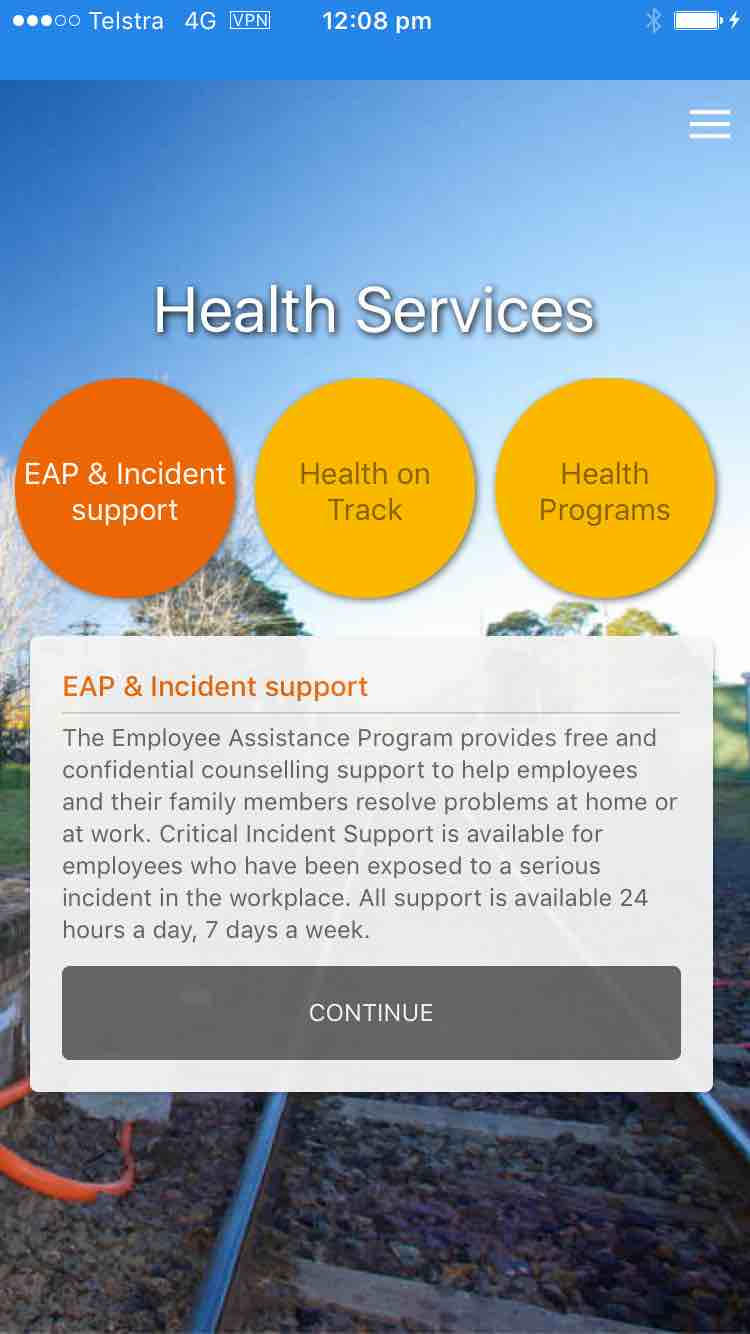 Telstra 4G VPN 12:08 pm
Health Services
EAP & Incident
support
Health on
Track
Health
Programs
EAP & Incident support
The Employee Assistance Program provides free and
confidential counselling support to help employees
and their family members resolve problems at home or
at work. Critical Incident Support is available for
employees who have been exposed to a serious
incident in the workplace. All support is available 24
hours a day, 7 days a week.
CONTINUE